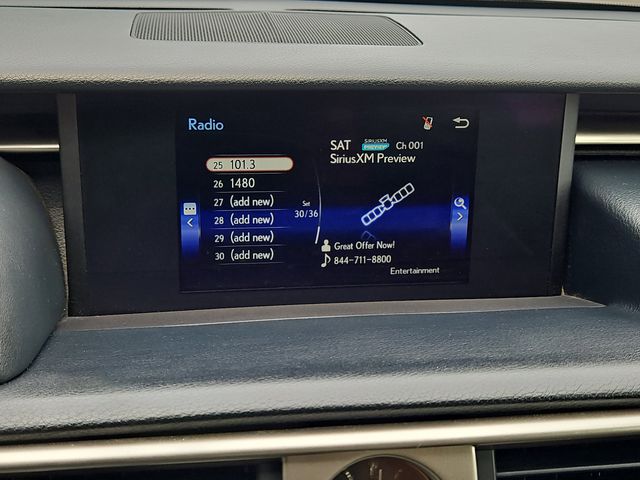 Radio
25 101.3
26 1480
27 (add new)
28 (add new)
29 (add new)
30 (add new)
Set
30/36
SAT SIRIUSXM PREVIEW Ch 001
SiriusXM Preview
Great Offer Now!
844-711-8800
Entertainment